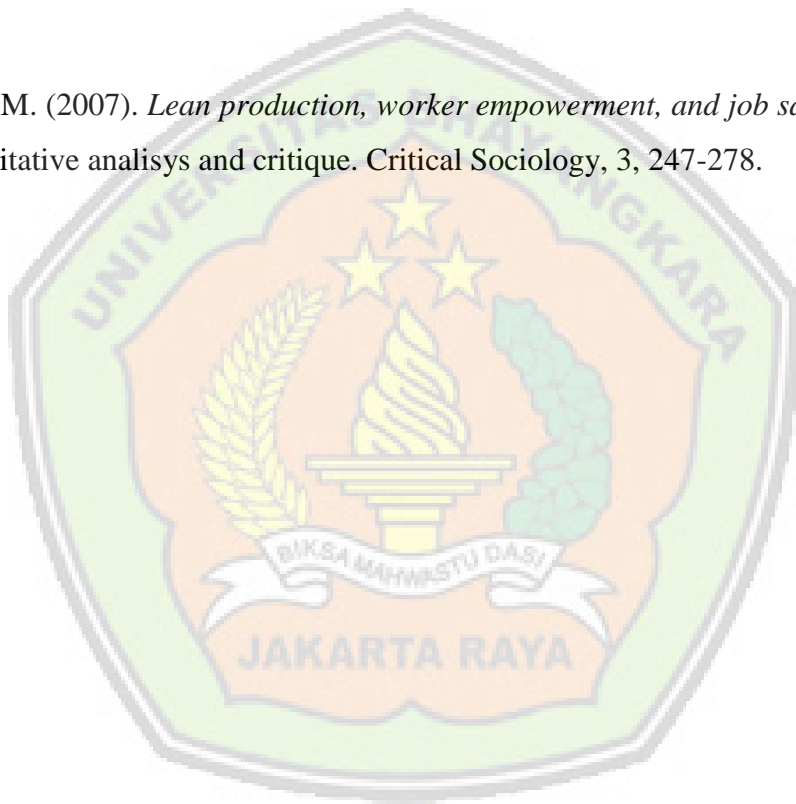 M. (2007). Lean production, worker empowerment, and job sa
itative analisys and critique. Critical Sociology, 3, 247-278.
UNIVERSITAS BHAYANGKARA
BIKSA MAHWASTU DASI
JAKARTA RAYA